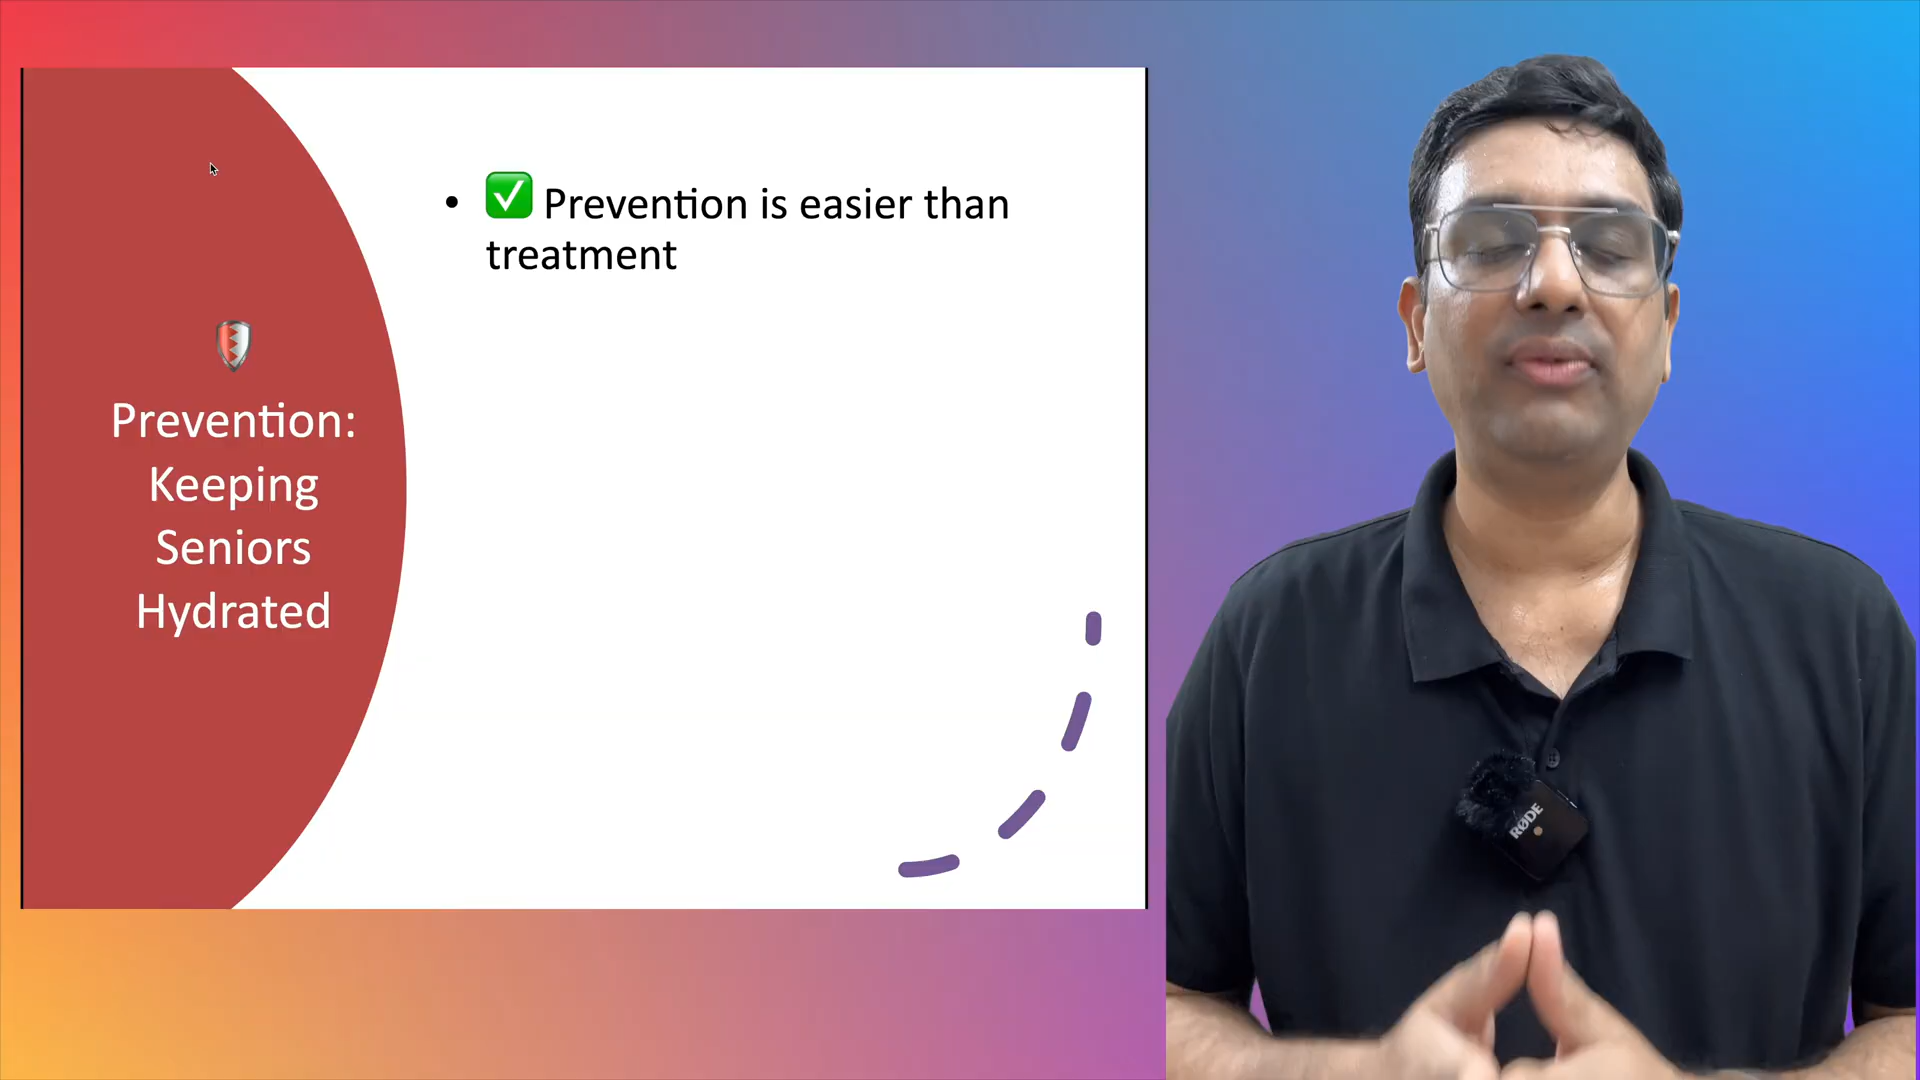 Prevention:
Keeping
Seniors
Hydrated
• ✅ Prevention is easier than
treatment
RØDE